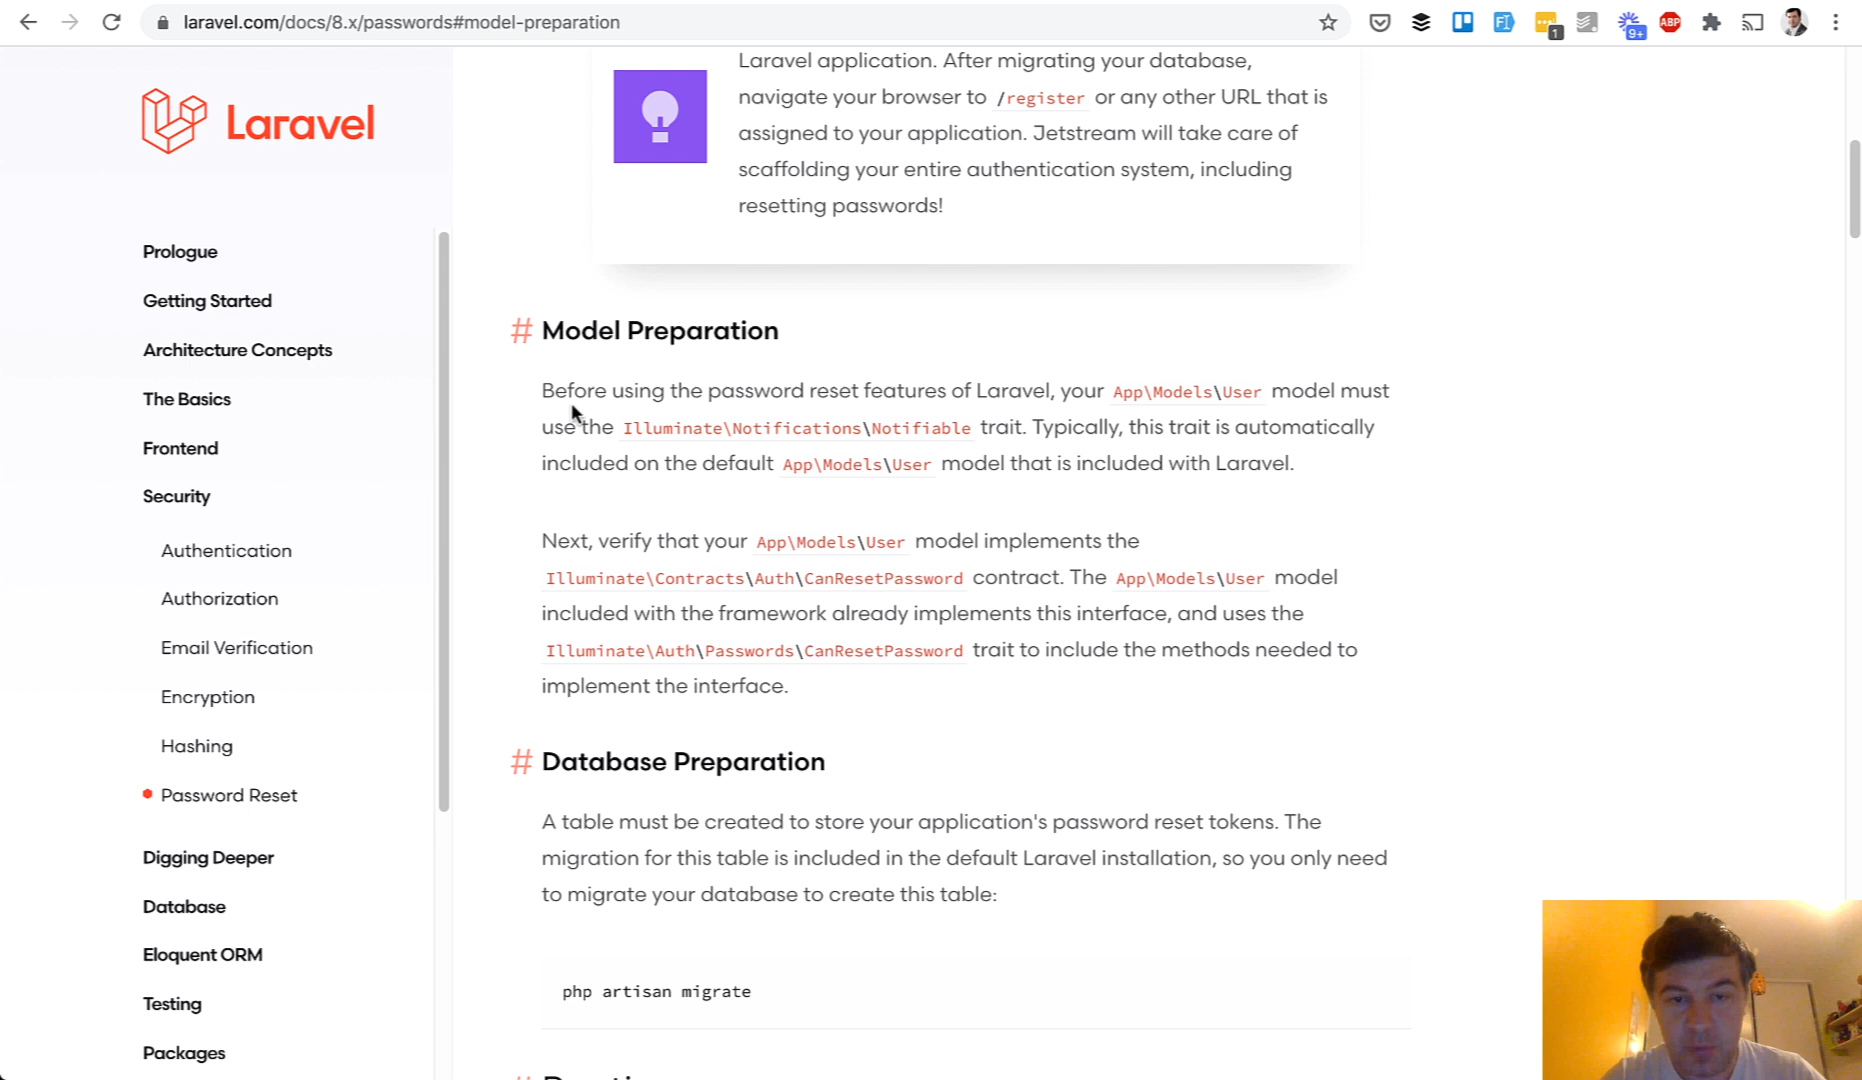 laravel.com/docs/8.x/passwords#model-preparation
1
9+
ABP
Laravel
Prologue
Getting Started
Architecture Concepts
The Basics
Frontend
Security
Authentication
Authorization
Email Verification
Encryption
Hashing
Password Reset
Digging Deeper
Database
Eloquent ORM
Testing
Packages
Laravel application. After migrating your database,
navigate your browser to /register or any other URL that is
assigned to your application. Jetstream will take care of
scaffolding your entire authentication system, including
resetting passwords!
# Model Preparation
Before using the password reset features of Laravel, your App\Models\User model must
use the Illuminate\Notifications\Notifiable trait. Typically, this trait is automatically
included on the default App\Models\User model that is included with Laravel.
Next, verify that your App\Models\User model implements the
Illuminate\Contracts\Auth\CanResetPassword contract. The App\Models\User model
included with the framework already implements this interface, and uses the
Illuminate\Auth\Passwords\CanResetPassword trait to include the methods needed to
implement the interface.
# Database Preparation
A table must be created to store your application's password reset tokens. The
migration for this table is included in the default Laravel installation, so you only need
to migrate your database to create this table:
php artisan migrate